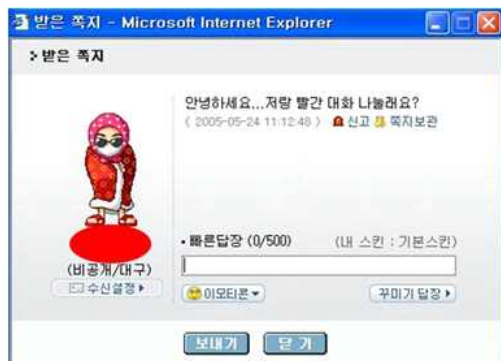 받은 쪽지 - Microsoft Internet Explorer
받은 쪽지
안녕하세요...저랑 빨간 대화 나눌래요?
( 2005-05-24 11:12:48 ) 신고 쪽지보관
• 빠른답장 (0/500) (내 스킨 : 기본스킨)
(비공개/대구)
수신설정
이모티콘 꾸미기 답장
보내기 닫기